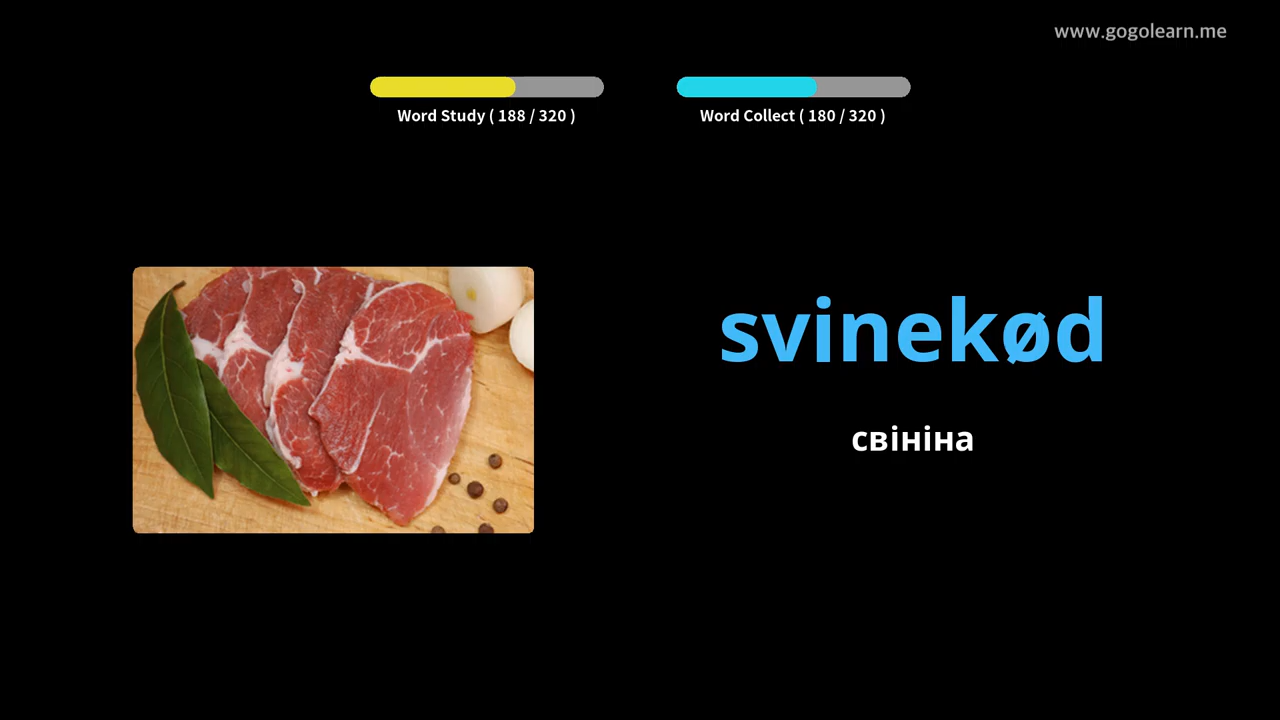 www.gogolearn.me
Word Study ( 188 / 320 )
Word Collect ( 180 / 320 )
svinekød
свініна